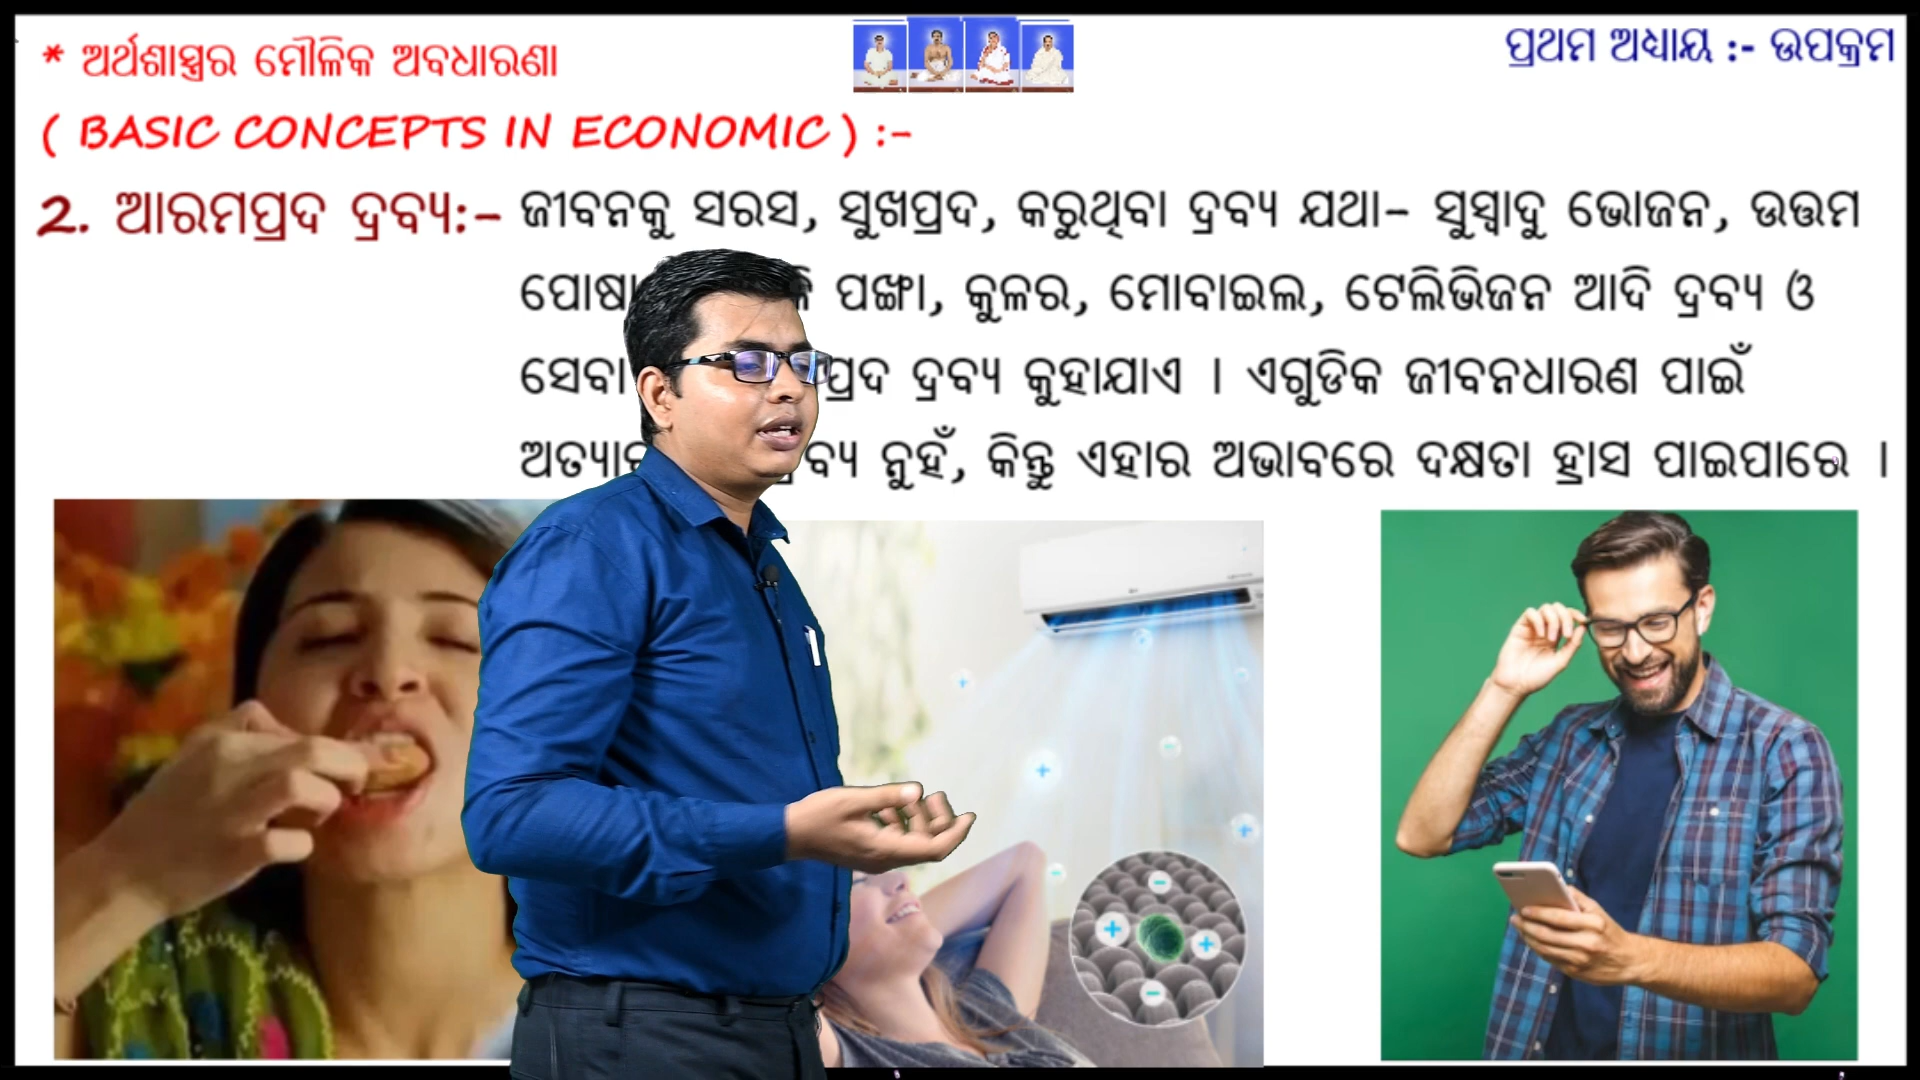 * ଅର୍ଥଶାସ୍ତ୍ରର ମୌଳିକ ଅବଧାରଣା
ପ୍ରଥମ ଅଧ୍ୟାୟ :- ଉପକ୍ରମ
( BASIC CONCEPTS IN ECONOMIC ) :-
2. ଆରମପ୍ରଦ ଦ୍ରବ୍ୟ:- ଜୀବନକୁ ସରସ, ସୁଖପ୍ରଦ, କରୁଥିବା ଦ୍ରବ୍ୟ ଯଥା- ସୁସ୍ୱାଦୁ ଭୋଜନ, ଉତ୍ତମ
ପଙ୍ଖା, କୁଲର, ମୋବାଇଲ, ଟେଲିଭିଜନ ଆଦି ଦ୍ରବ୍ୟ ଓ
ସେବା ଦ୍ରବ୍ୟ କୁହାଯାଏ । ଏଗୁଡିକ ଜୀବନଧାରଣ ପାଇଁ
ନୁହଁ, କିନ୍ତୁ ଏହାର ଅଭାବରେ ଦକ୍ଷତା ହ୍ରାସ ପାଇପାରେ ।